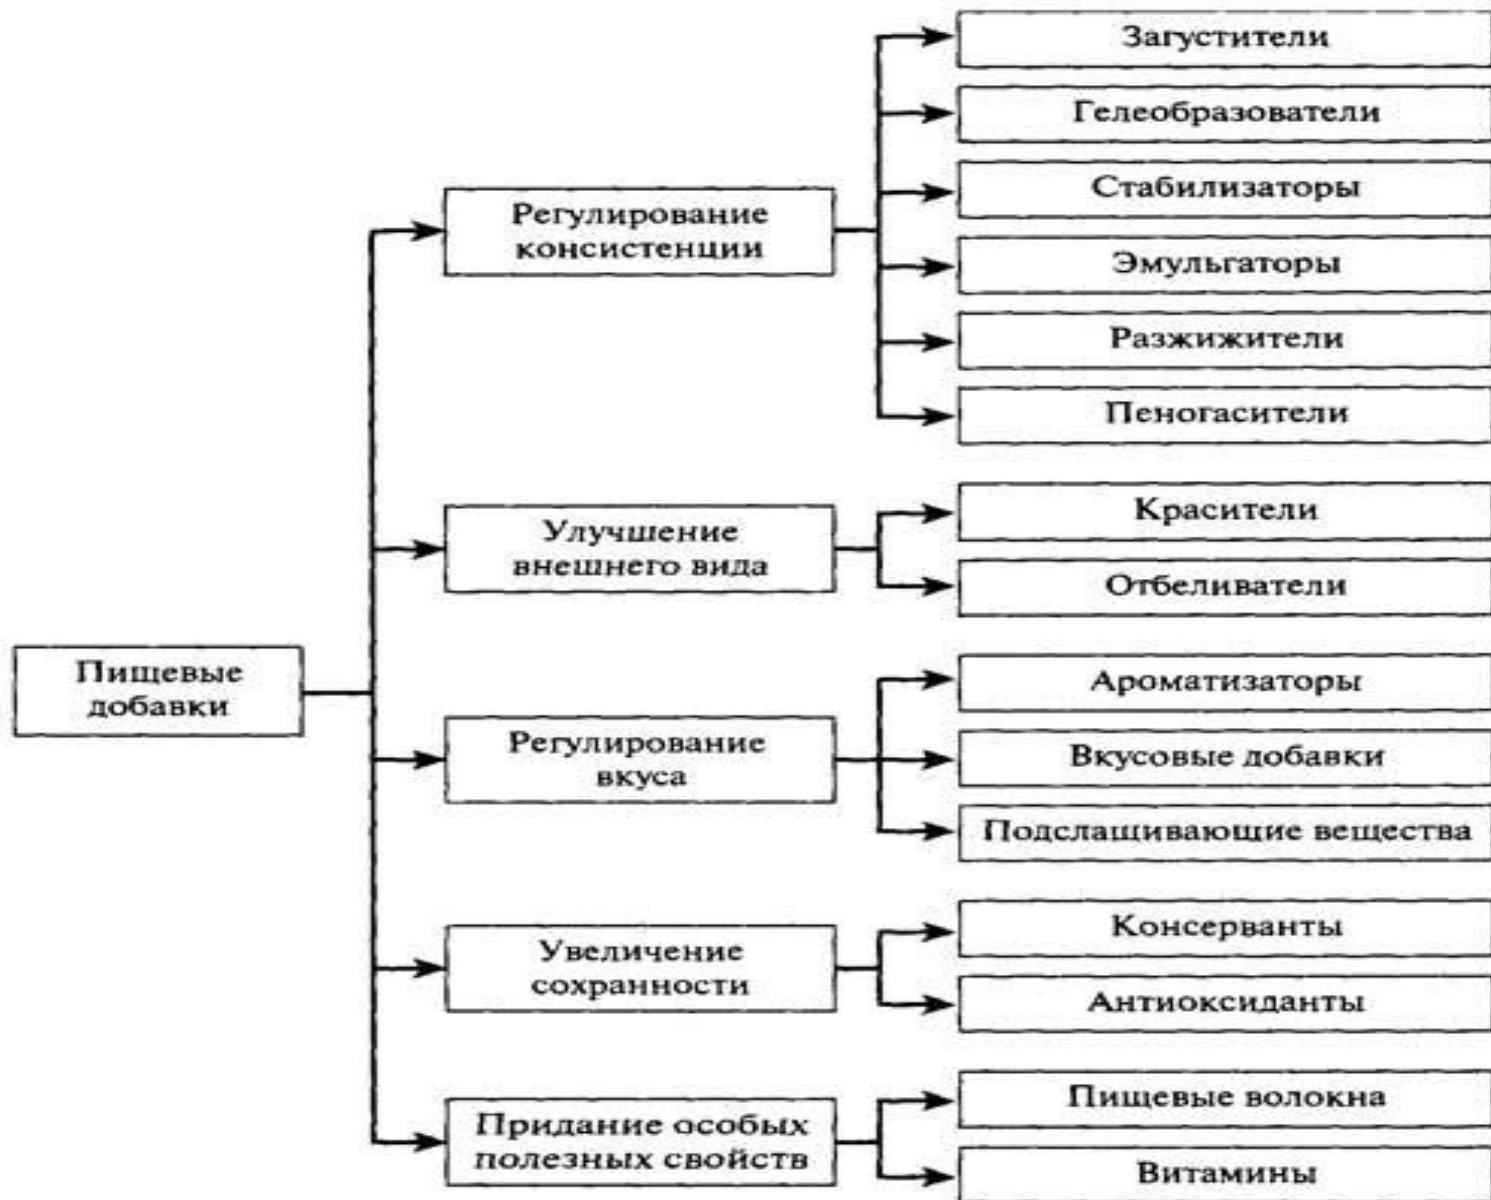 Пищевые
добавки
Регулирование
консистенции
Загустители
Гелеобразователи
Стабилизаторы
Эмульгаторы
Разжижители
Пеногасители
Улучшение
внешнего вида
Красители
Отбеливатели
Регулирование
вкуса
Ароматизаторы
Вкусовые добавки
Подслащивающие вещества
Увеличение
сохранности
Консерванты
Антиоксиданты
Придание особых
полезных свойств
Пищевые волокна
Витамины